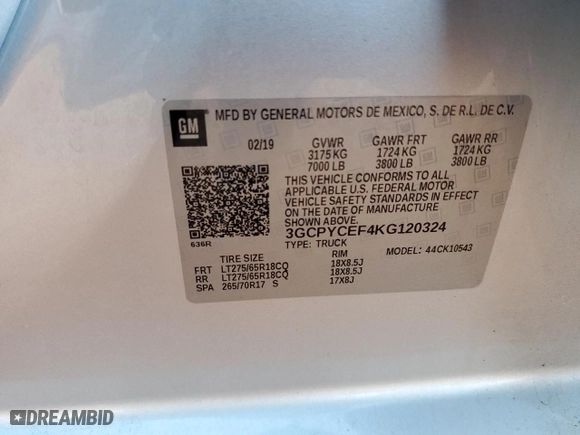 GM
MFD BY GENERAL MOTORS DE MEXICO, S. DE R.L. DE C.V.
02/19 GVWR GAWR FRT GAWR RR
3175 KG 1724 KG 1724 KG
7000 LB 3800 LB 3800 LB
THIS VEHICLE CONFORMS TO ALL
APPLICABLE U.S. FEDERAL MOTOR
VEHICLE SAFETY STANDARDS IN EFFECT
ON THE DATE OF MANUFACTURE
SHOWN ABOVE.
3GCPYCEF4KG120324
636R
TYPE: TRUCK MODEL: 44CK10543
TIRE SIZE RIM
FRT LT275/65R18CQ 18X8.5J
RR LT275/65R18CQ 18X8.5J
SPA 265/70R17 S 17X8J
DREAMBID